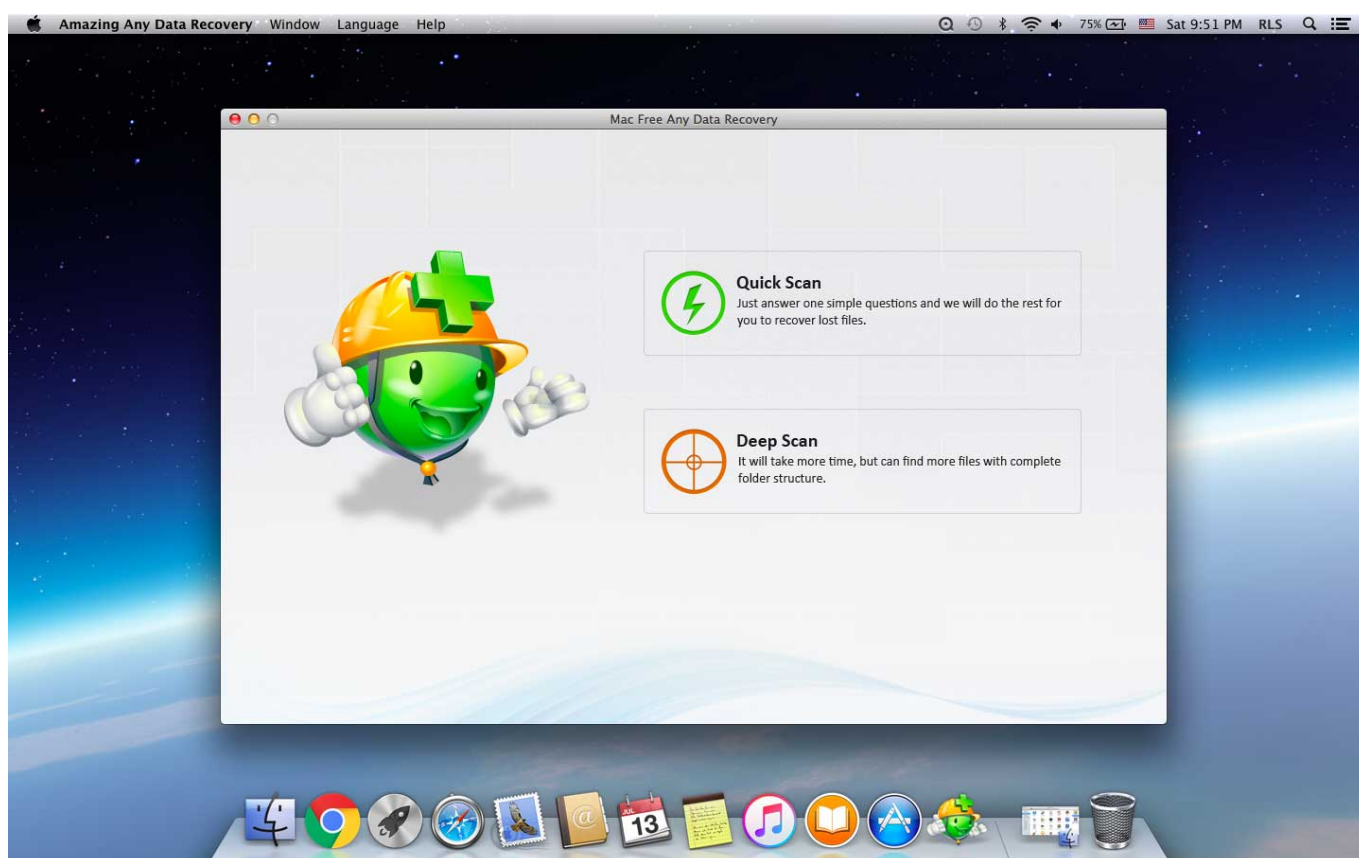 Amazing Any Data Recovery Window Language Help 75% Sat 9:51 PM RLS
Mac Free Any Data Recovery
Quick Scan
Just answer one simple questions and we will do the rest for
you to recover lost files.
Deep Scan
It will take more time, but can find more files with complete
folder structure.
JUL
13
@